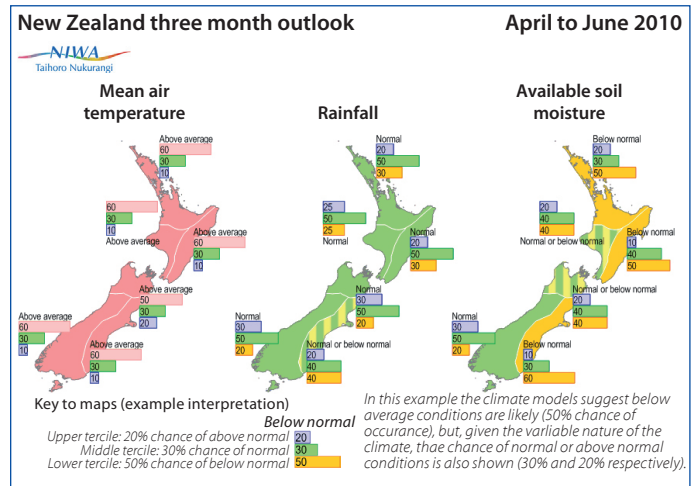 New Zealand three month outlook
April to June 2010
NIWA
Taihoro Nukurangi
Mean air
temperature
Above average
60
30
10
60
30
10
Above average
Above average
60
30
10
Above average
50
30
20
Above average
60
30
10
Above average
60
30
10
Rainfall
Normal
20
50
30
25
50
25
Normal
Normal
20
50
30
Normal
30
50
20
Normal
30
50
20
Normal or below normal
20
40
40
Available soil
moisture
Below normal
20
30
50
20
40
40
Normal or below normal
Below normal
10
40
50
Normal or below normal
20
40
40
Normal
30
50
20
Below normal
10
30
60
Key to maps (example interpretation)
Below normal
Upper tercile: 20% chance of above normal 20
Middle tercile: 30% chance of normal 30
Lower tercile: 50% chance of below normal 50
In this example the climate models suggest below
average conditions are likely (50% chance of
occurance), but, given the varliable nature of the
climate, thae chance of normal or above normal
conditions is also shown (30% and 20% respectively).